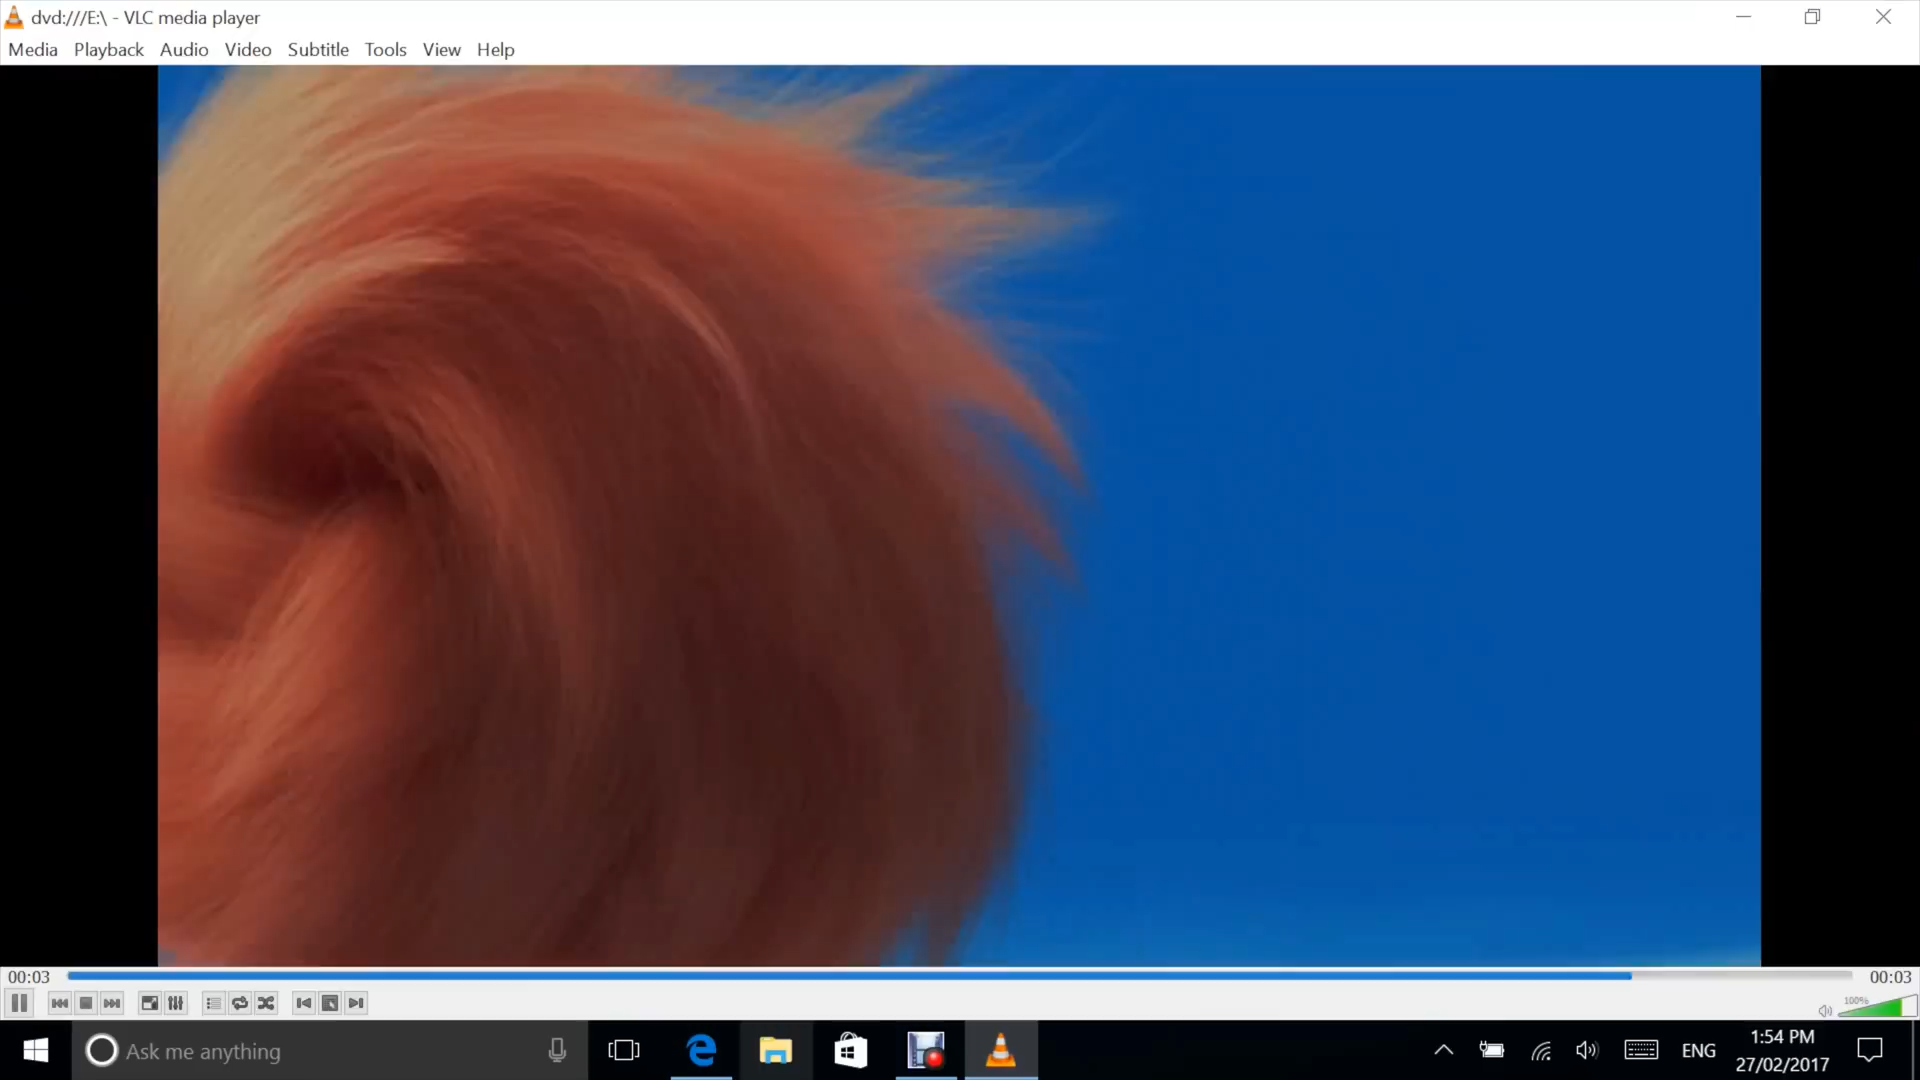 dvd:///E:\ - VLC media player
Media Playback Audio Video Subtitle Tools View Help
00:03 00:03
100%
Ask me anything
ENG
1:54 PM
27/02/2017